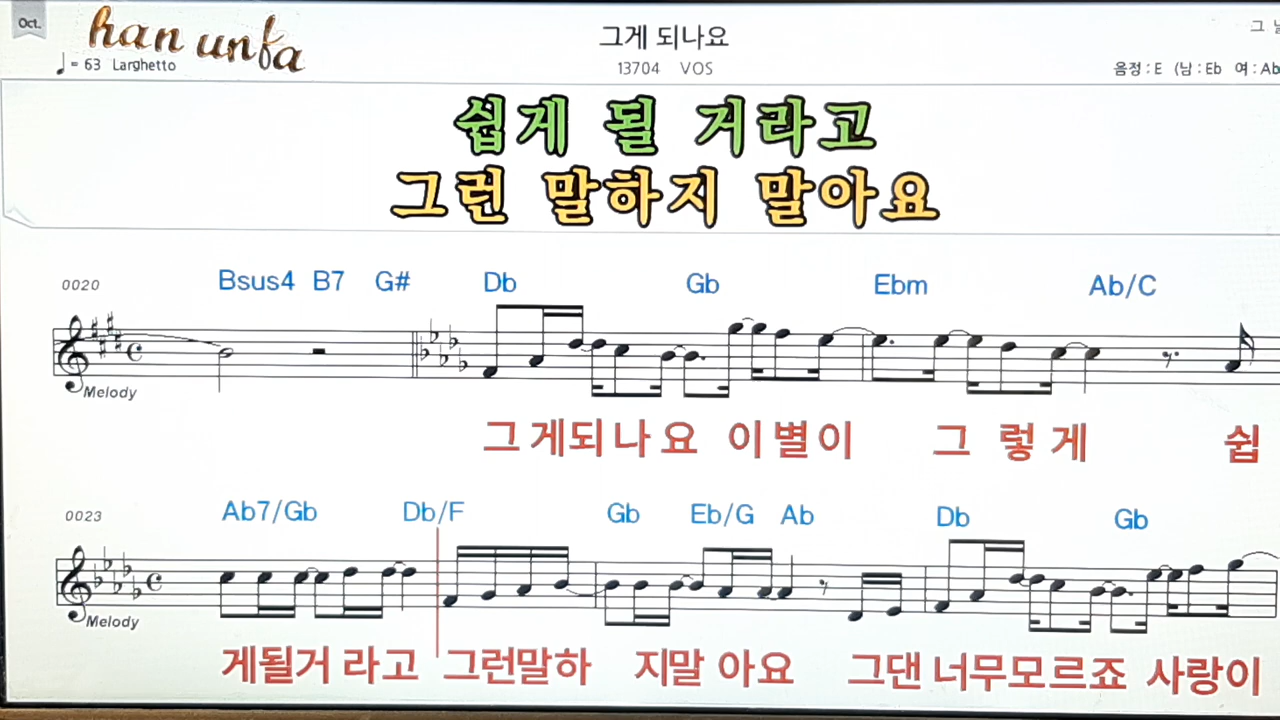 Oct.
han unfa
그게 되나요
13704 VOS
♩= 63 Larghetto
음정 : E (남 : Eb 여 : Ab
쉽게 될 거라고
그런 말하지 말아요
0020 Bsus4 B7 G# Db Gb Ebm Ab/C
Melody
그 게 되 나 요 이 별 이 그 렇 게 쉽
0023 Ab7/Gb Db/F Gb Eb/G Ab Db Gb
Melody
게될거 라고 그런말하 지말 아요 그댄 너무모르죠 사랑이